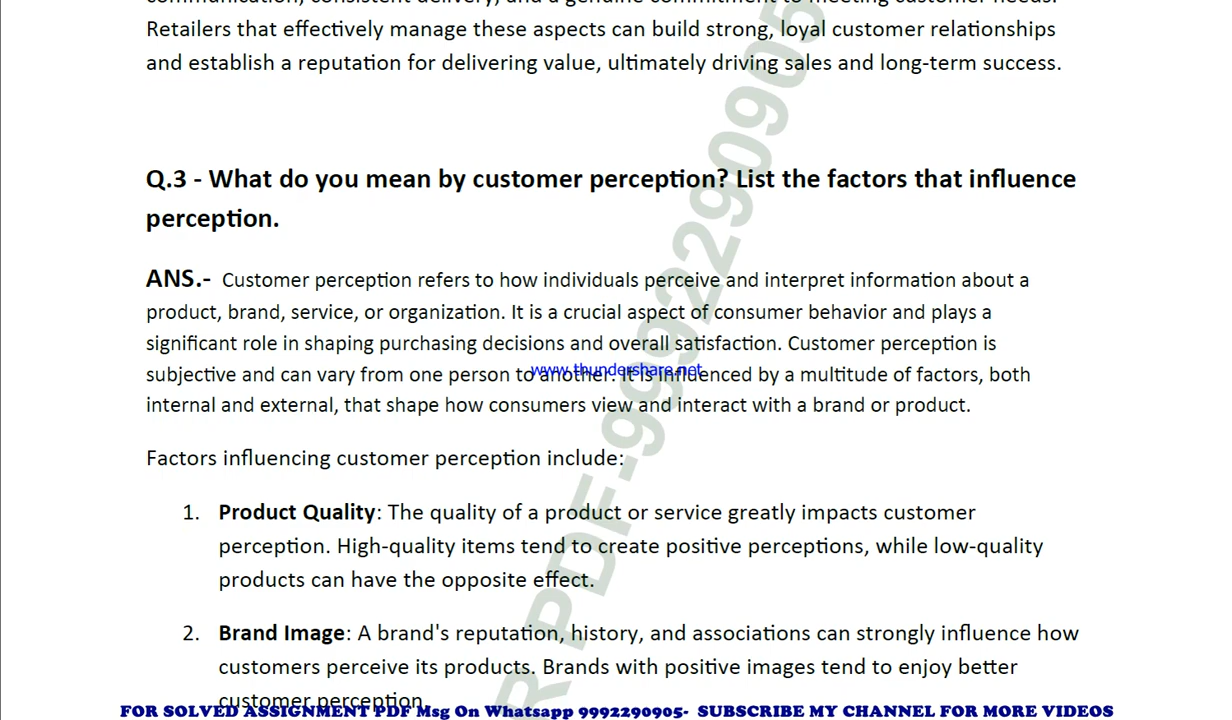 Retailers that effectively manage these aspects can build strong, loyal customer relationships
and establish a reputation for delivering value, ultimately driving sales and long-term success.
Q.3 - What do you mean by customer perception? List the factors that influence
perception.
ANS.- Customer perception refers to how individuals perceive and interpret information about a
product, brand, service, or organization. It is a crucial aspect of consumer behavior and plays a
significant role in shaping purchasing decisions and overall satisfaction. Customer perception is
subjective and can vary from one person to another. It is influenced by a multitude of factors, both
www.thundershare.net
internal and external, that shape how consumers view and interact with a brand or product.
Factors influencing customer perception include:
1. Product Quality: The quality of a product or service greatly impacts customer
perception. High-quality items tend to create positive perceptions, while low-quality
products can have the opposite effect.
2. Brand Image: A brand's reputation, history, and associations can strongly influence how
customers perceive its products. Brands with positive images tend to enjoy better
customer perception.
R PDF-9992290905
FOR SOLVED ASSIGNMENT PDF Msg On Whatsapp 9992290905- SUBSCRIBE MY CHANNEL FOR MORE VIDEOS